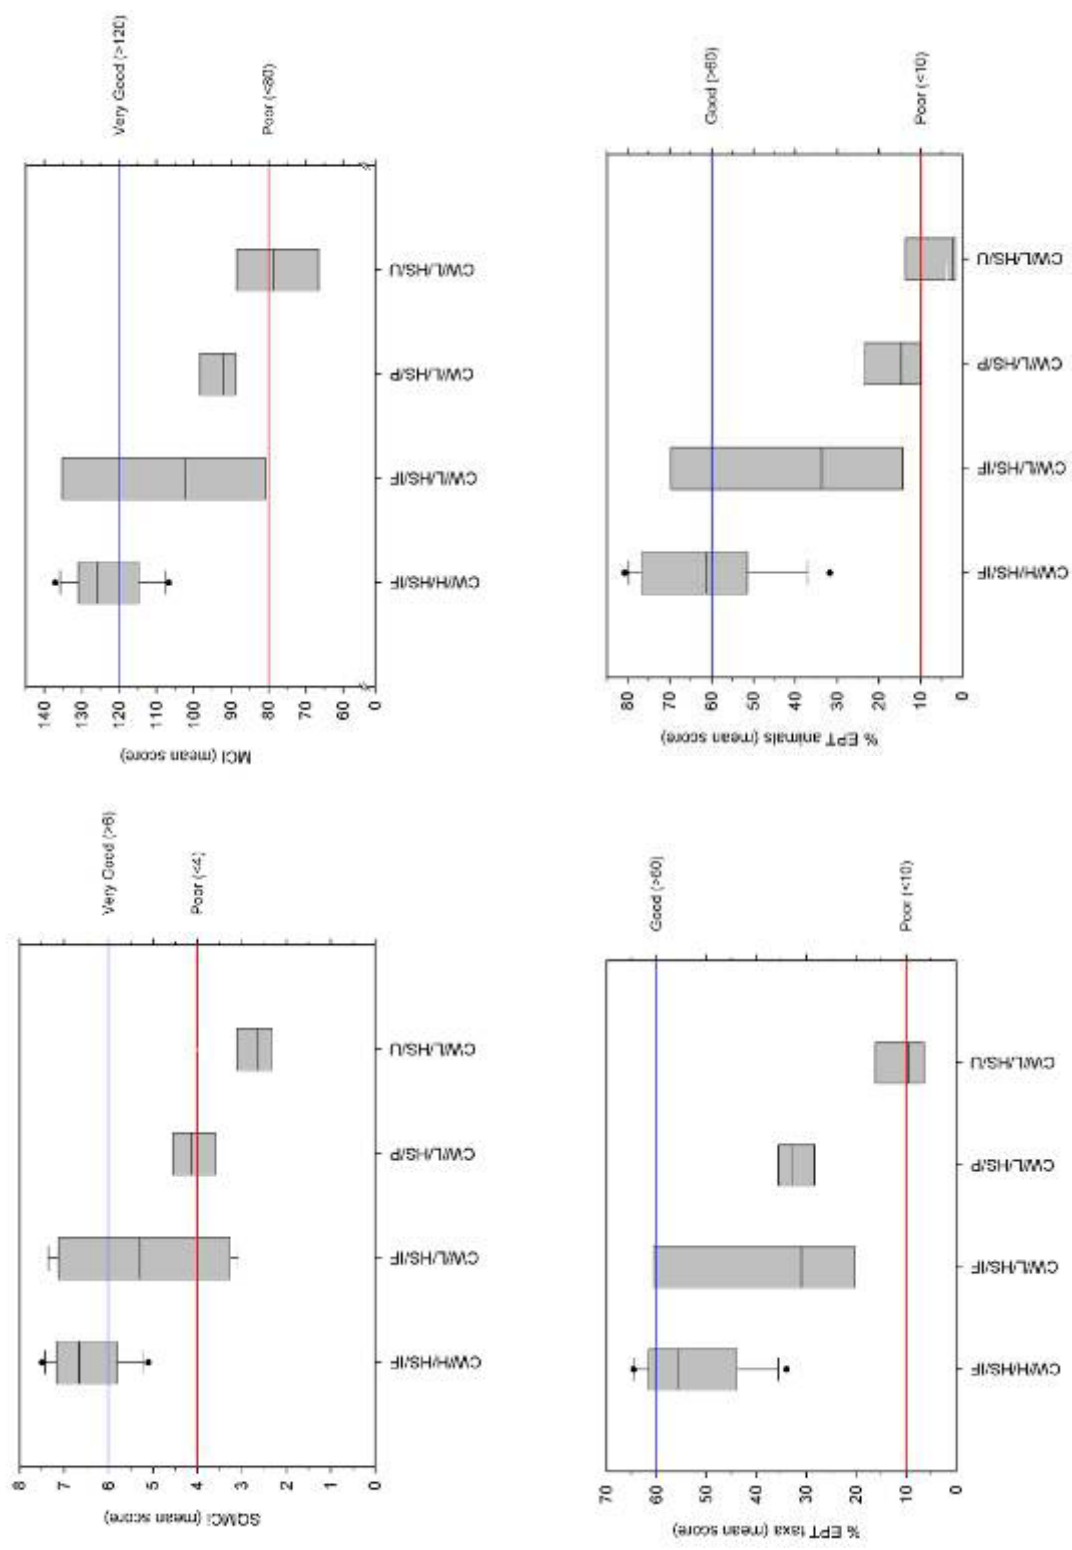 SQMCI (mean score)
8
7
6
5
4
3
2
1
0
Very Good (>6)
Poor (<4)
CW/H/HS/IF
CW/L/HS/IF
CW/L/HS/P
CW/L/HS/U
MCI (mean score)
140
130
120
110
100
90
80
70
60
0
Very Good (>120)
Poor (<80)
CW/H/HS/IF
CW/L/HS/IF
CW/L/HS/P
CW/L/HS/U
% EPT taxa (mean score)
70
60
50
40
30
20
10
0
Good (>60)
Poor (<10)
CW/H/HS/IF
CW/L/HS/IF
CW/L/HS/P
CW/L/HS/U
% EPT animals (mean score)
80
70
60
50
40
30
20
10
0
Good (>60)
Poor (<10)
CW/H/HS/IF
CW/L/HS/IF
CW/L/HS/P
CW/L/HS/U